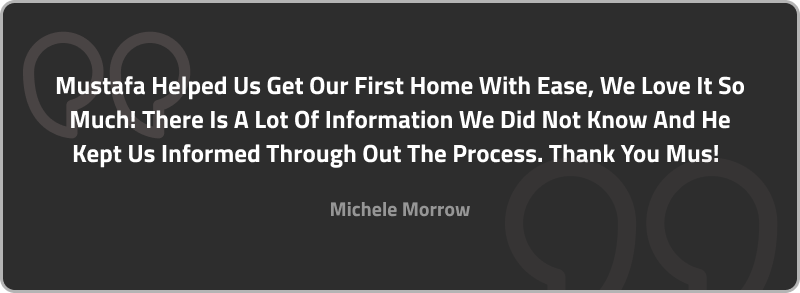 Mustafa Helped Us Get Our First Home With Ease, We Love It So
Much! There Is A Lot Of Information We Did Not Know And He
Kept Us Informed Through Out The Process. Thank You Mus!
Michele Morrow